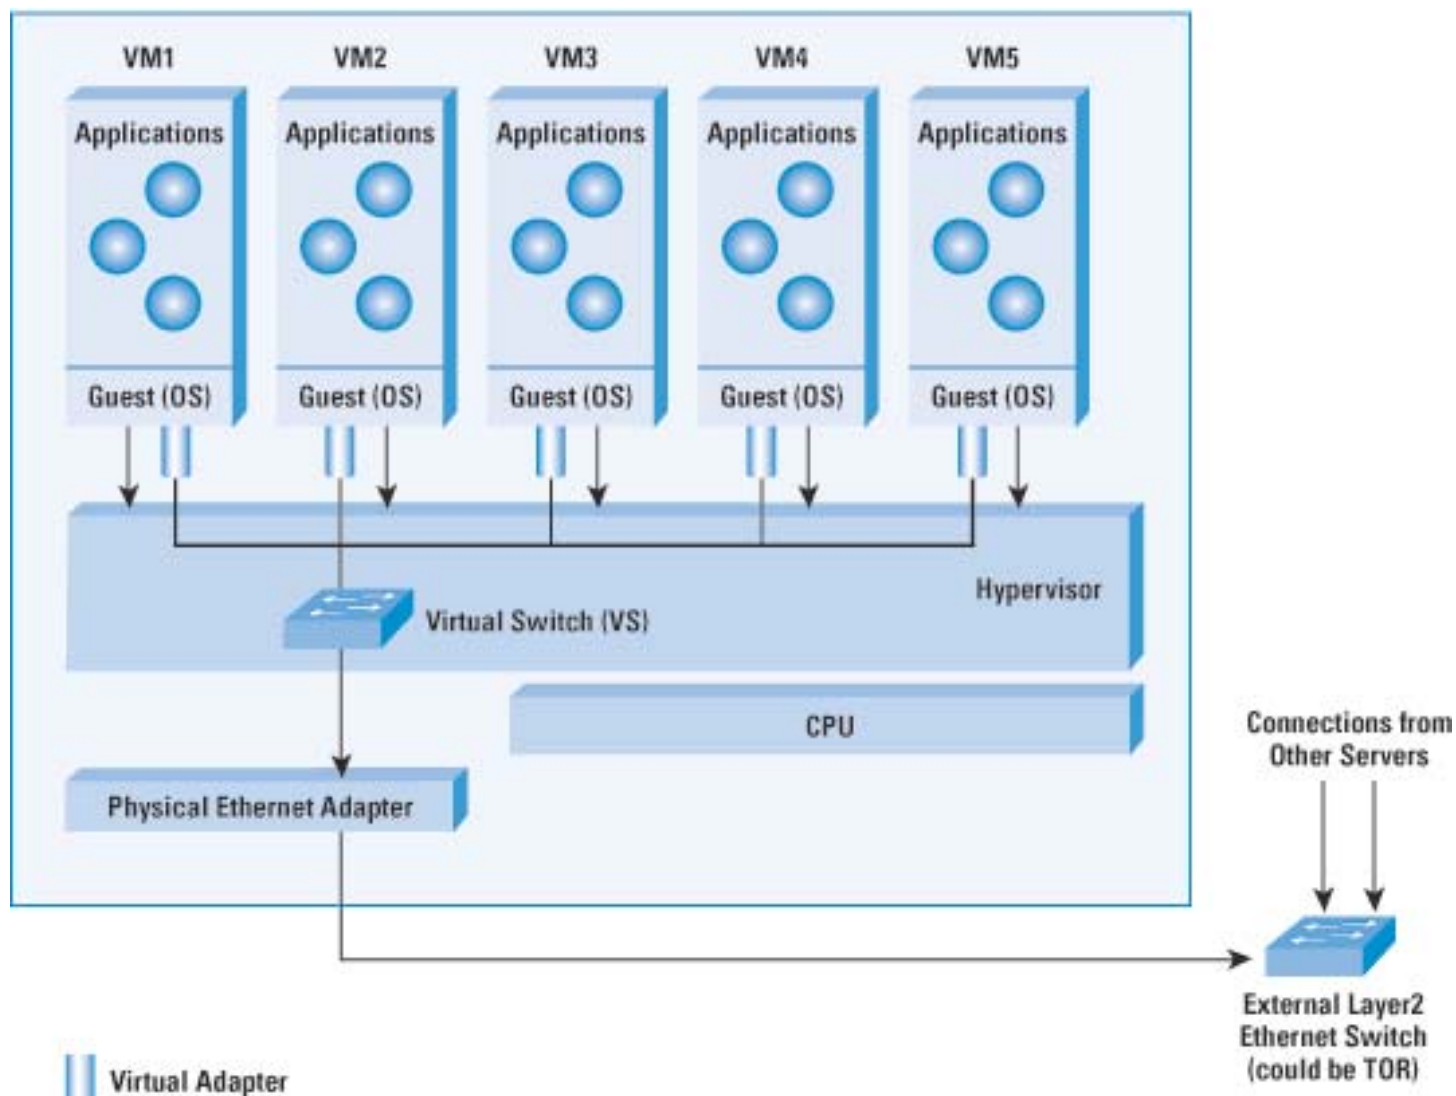 VM1 VM2 VM3 VM4 VM5
Applications Applications Applications Applications Applications
Guest (OS) Guest (OS) Guest (OS) Guest (OS) Guest (OS)
Hypervisor
Virtual Switch (VS)
CPU
Physical Ethernet Adapter
Connections from
Other Servers
External Layer2
Ethernet Switch
(could be TOR)
Virtual Adapter